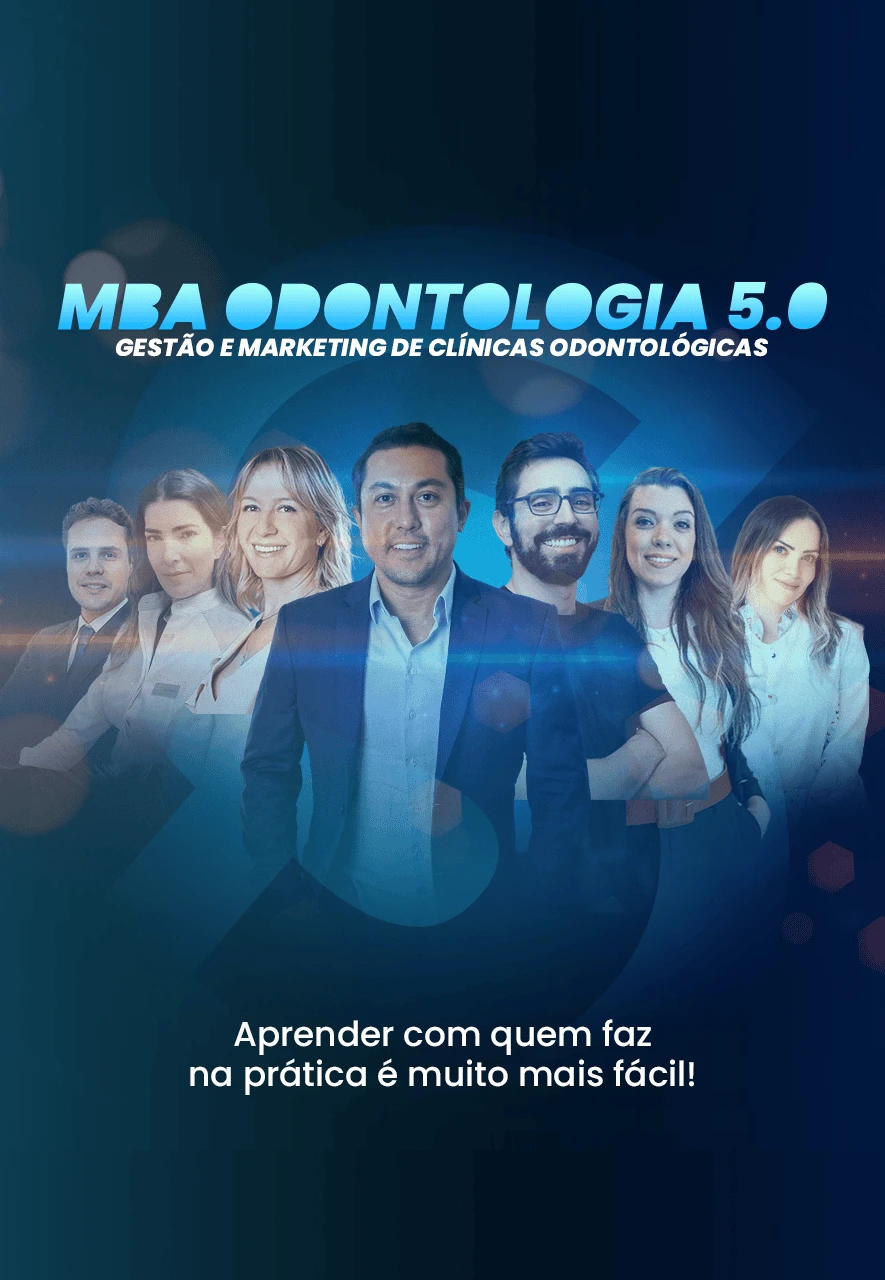 MBA ODONTOLOGIA 5.0
GESTÃO E MARKETING DE CLÍNICAS ODONTOLÓGICAS
Aprender com quem faz
na prática é muito mais fácil!